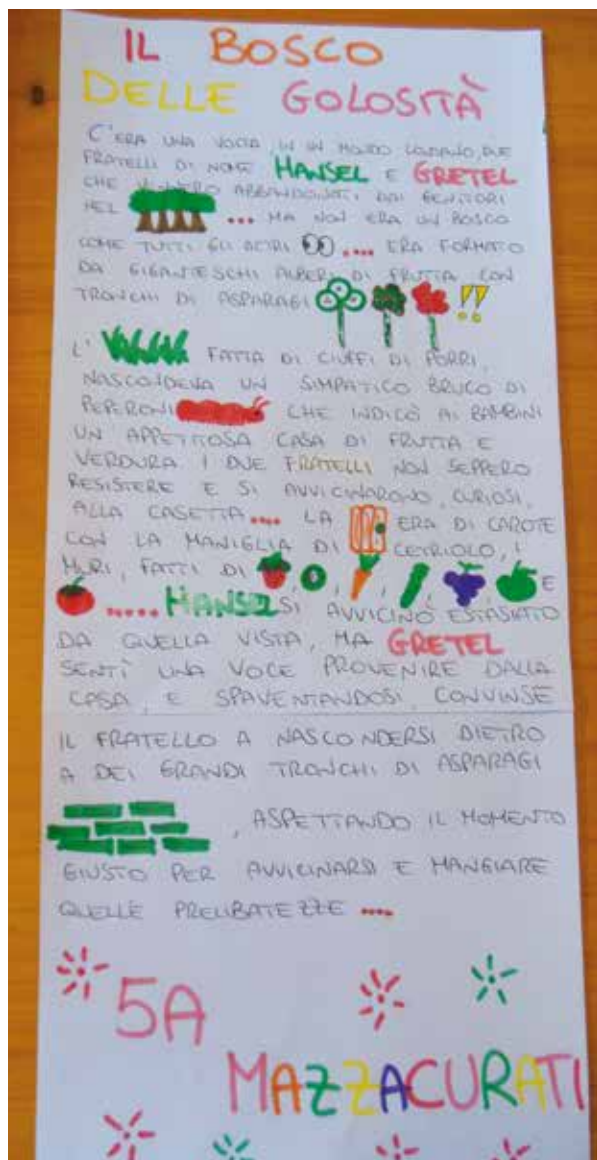 IL BOSCO
DELLE GOLOSITÀ
C'ERA UNA VOLTA, IN UN MONDO LONTANO, DUE
FRATELLI DI NOME HANSEL E GRETEL
CHE VENNERO ABBANDONATI DAI GENITORI
NEL .... MA NON ERA UN BOSCO
COME TUTTI GLI ALTRI .... ERA FORMATO
DA GIGANTESCHI ALBERI DI FRUTTA CON
TRONCHI DI ASPARAGI !!
L' FATTA DI CIUFFI DI PORRI,
NASCONDEVA UN SIMPATICO BRUCO DI
PEPERONI CHE INDICÒ AI BAMBINI
UN'APPETITOSA CASA DI FRUTTA E
VERDURA. I DUE FRATELLI NON SEPPERO
RESISTERE E SI AVVICINARONO, CURIOSI,
ALLA CASETTA.... LA ERA DI CAROTE
CON LA MANIGLIA DI CETRIOLO, I
MURI, FATTI DI , , , , , E
..... HANSEL SI AVVICINÒ ESTASIATO
DA QUELLA VISTA, MA GRETEL
SENTÌ UNA VOCE PROVENIRE DALLA
CASA, E SPAVENTANDOSI, CONVINSE
IL FRATELLO A NASCONDERSI DIETRO
A DEI GRANDI TRONCHI DI ASPARAGI
, ASPETTANDO IL MOMENTO
GIUSTO PER AVVICINARSI E MANGIARE
QUELLE PRELIBATEZZE ....
5A
MAZZACURATI